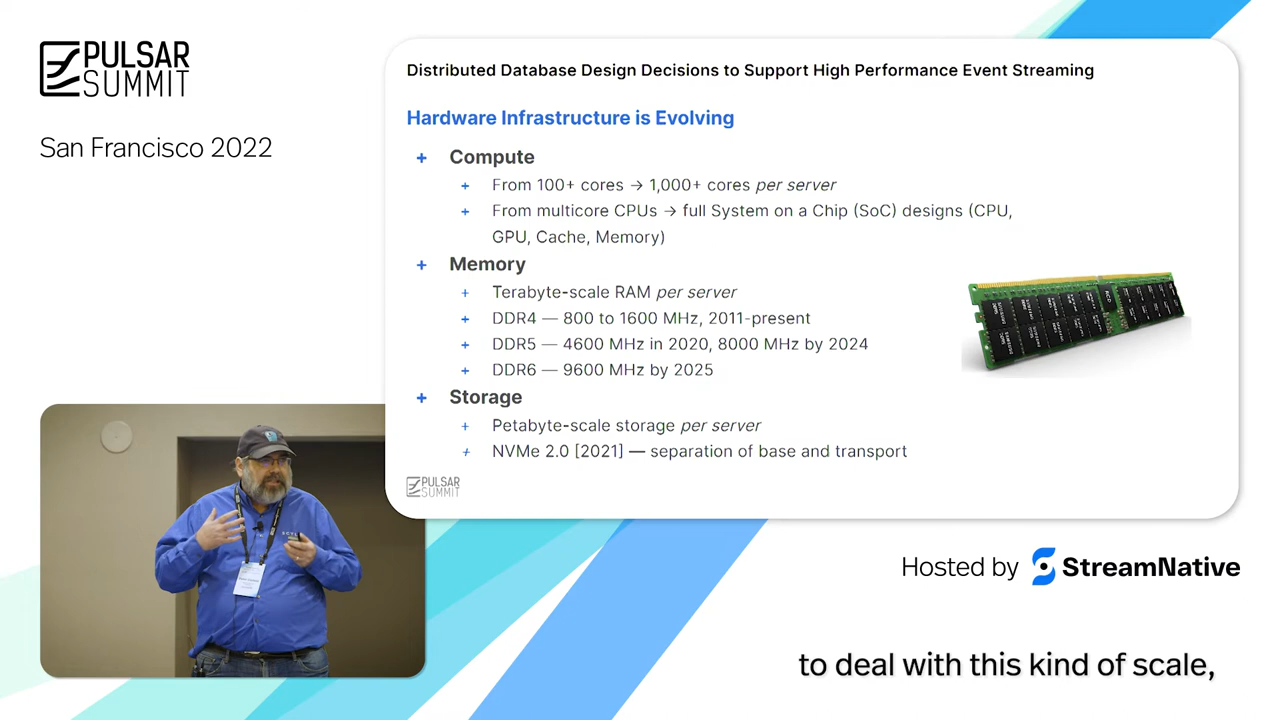 PULSAR
SUMMIT
San Francisco 2022
Distributed Database Design Decisions to Support High Performance Event Streaming
Hardware Infrastructure is Evolving
+ Compute
+ From 100+ cores → 1,000+ cores per server
+ From multicore CPUs → full System on a Chip (SoC) designs (CPU,
GPU, Cache, Memory)
+ Memory
+ Terabyte-scale RAM per server
+ DDR4 — 800 to 1600 MHz, 2011-present
+ DDR5 — 4600 MHz in 2020, 8000 MHz by 2024
+ DDR6 — 9600 MHz by 2025
+ Storage
+ Petabyte-scale storage per server
+ NVMe 2.0 [2021] — separation of base and transport
PULSAR
SUMMIT
Hosted by StreamNative
to deal with this kind of scale,